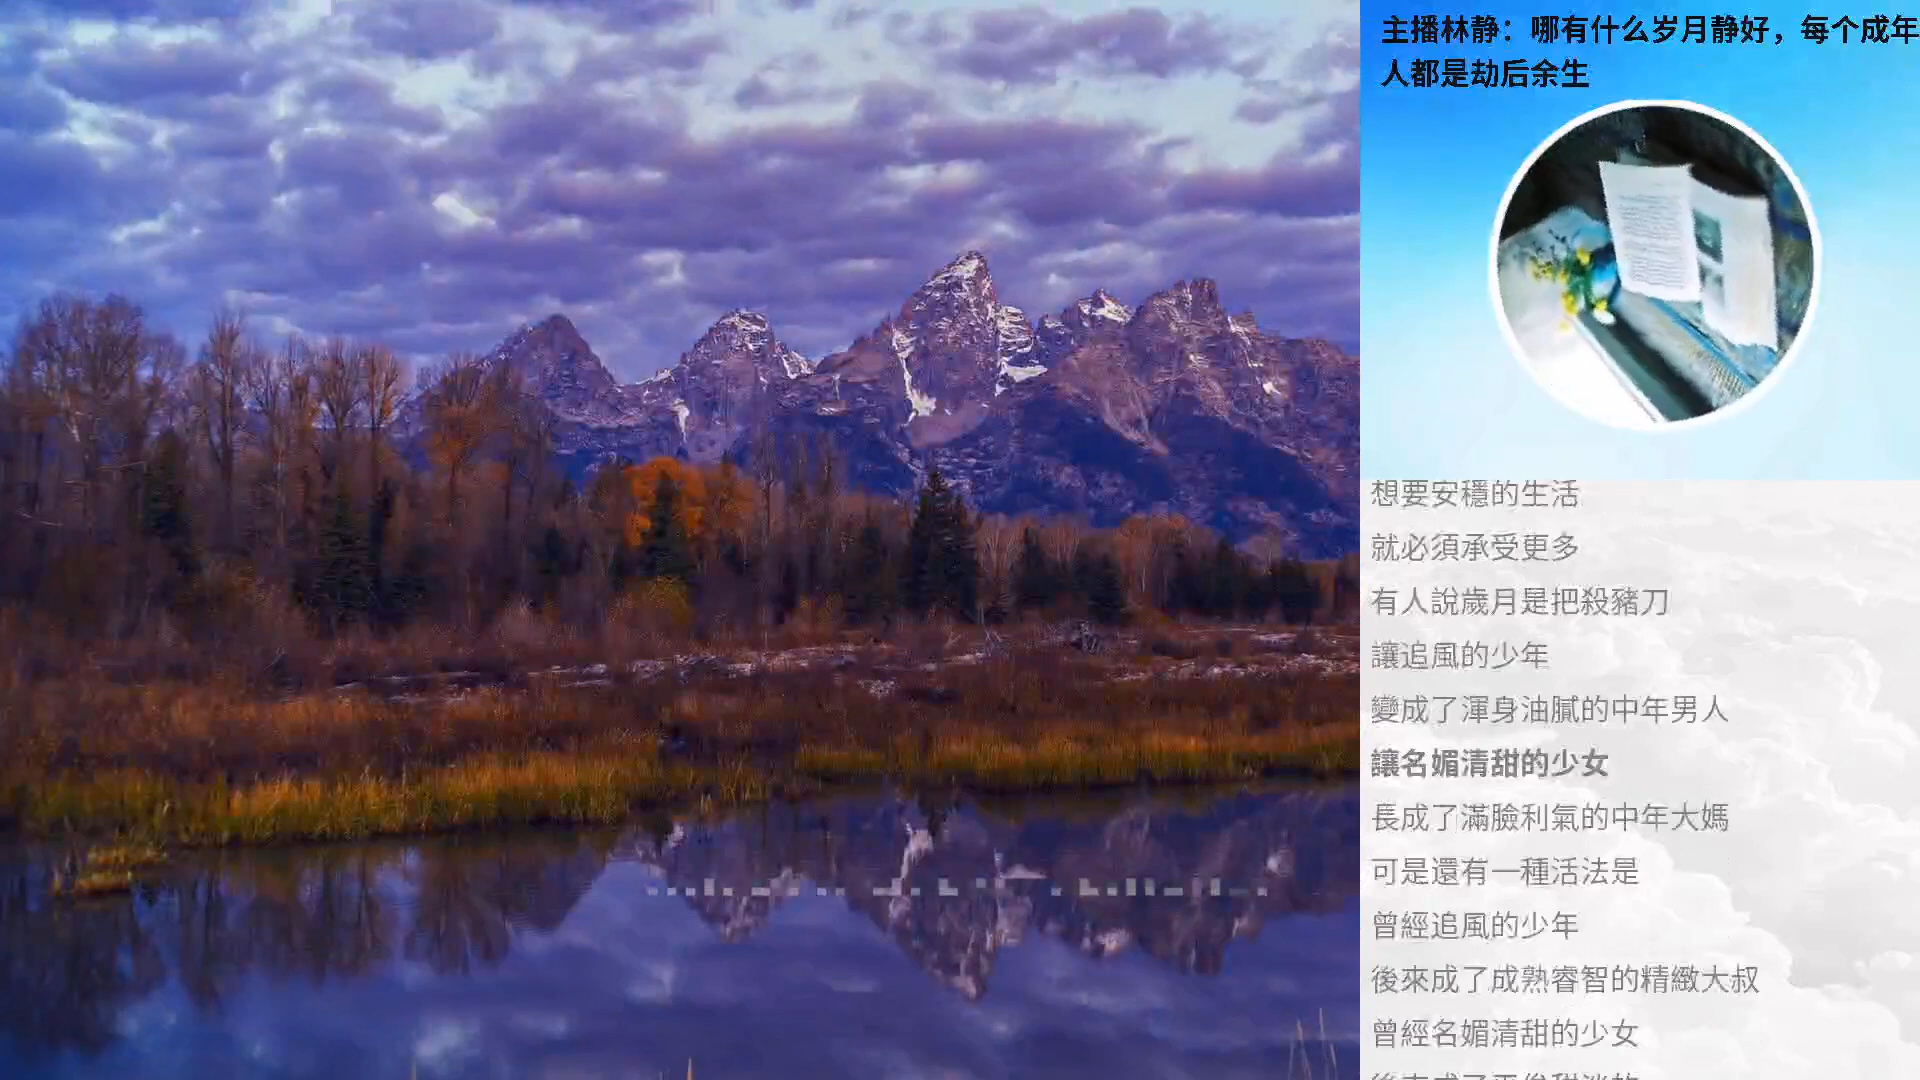 主播林静：哪有什么岁月静好，每个成年
人都是劫后余生
想要安穩的生活
就必須承受更多
有人說歲月是把殺豬刀
讓追風的少年
變成了渾身油膩的中年男人
讓名媚清甜的少女
長成了滿臉利氣的中年大媽
可是還有一種活法是
曾經追風的少年
後來成了成熟睿智的精緻大叔
曾經名媚清甜的少女